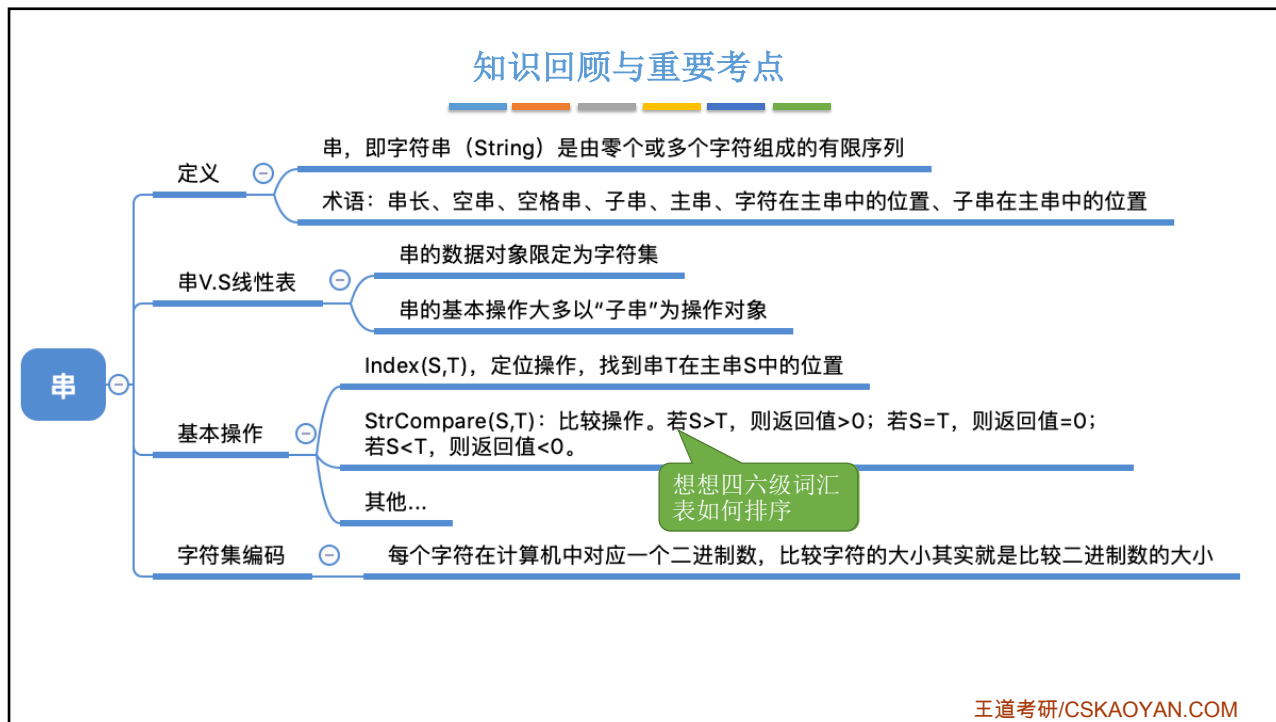 知识回顾与重要考点
定义
串，即字符串（String）是由零个或多个字符组成的有限序列
术语：串长、空串、空格串、子串、主串、字符在主串中的位置、子串在主串中的位置
串V.S线性表
串的数据对象限定为字符集
串的基本操作大多以“子串”为操作对象
串
基本操作
Index(S,T)，定位操作，找到串T在主串S中的位置
StrCompare(S,T)：比较操作。若S>T，则返回值>0；若S=T，则返回值=0；
若S<T，则返回值<0。
想想四六级词汇
表如何排序
其他...
字符集编码
每个字符在计算机中对应一个二进制数，比较字符的大小其实就是比较二进制数的大小
王道考研/CSKAOYAN.COM